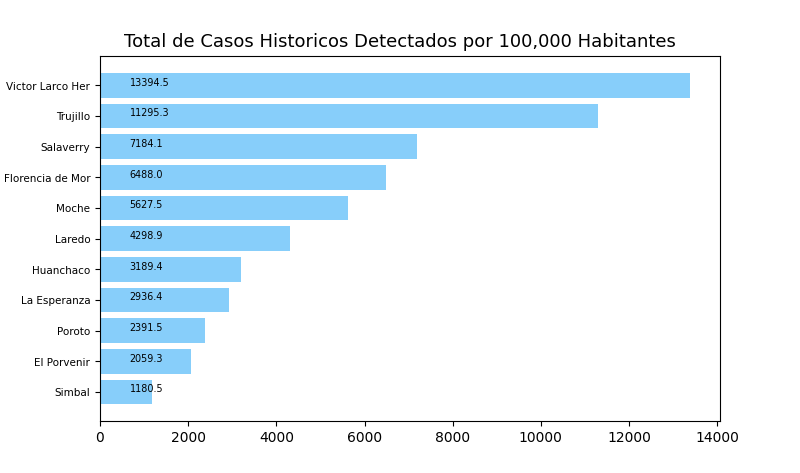 Total de Casos Historicos Detectados por 100,000 Habitantes
Victor Larco Her 13394.5
Trujillo 11295.3
Salaverry 7184.1
Florencia de Mor 6488.0
Moche 5627.5
Laredo 4298.9
Huanchaco 3189.4
La Esperanza 2936.4
Poroto 2391.5
El Porvenir 2059.3
Simbal 1180.5
0 2000 4000 6000 8000 10000 12000 14000